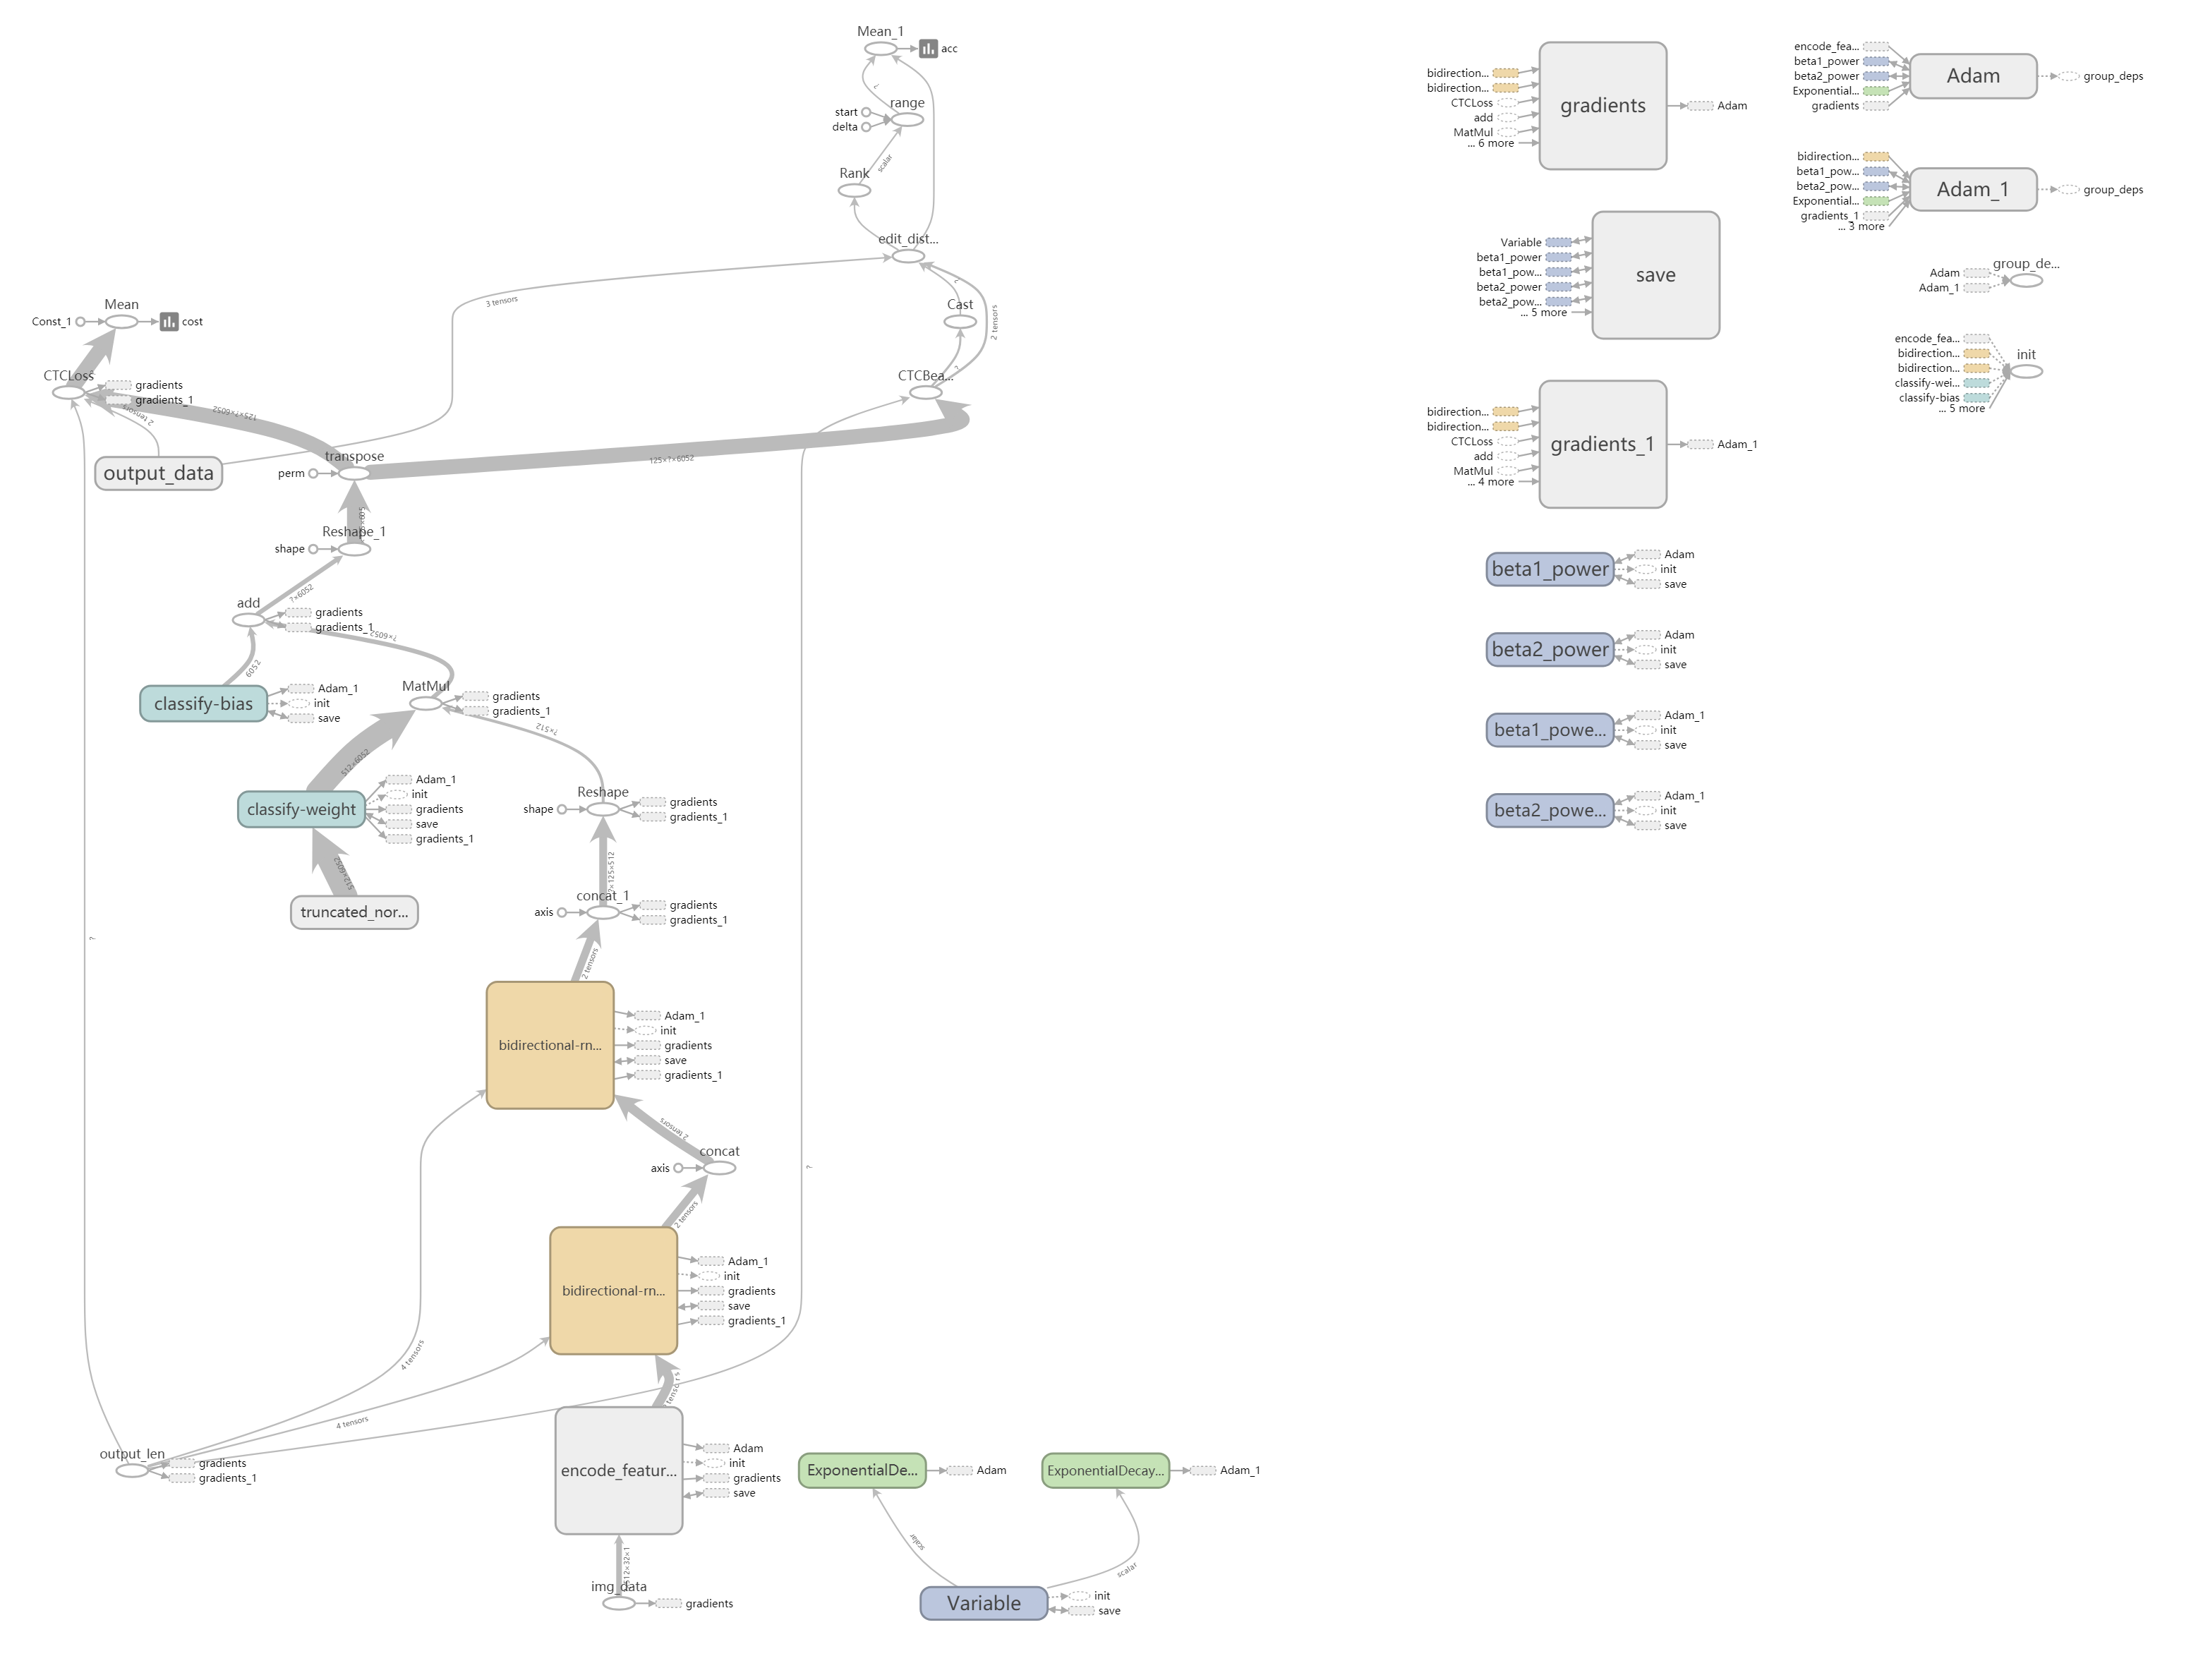 Mean_1
acc
?
range
start
delta
scalar
Rank
edit_dist...
3 tensors
?
Cast
2 tensors
Mean
Const_1
cost
?
CTCBea...
CTCLoss
gradients
gradients_1
2 tensors
125×?×6052
output_data
transpose
perm
125×?×6052
Reshape_1
shape
add
?×6052
gradients
gradients_1
?×6052
6052
classify-bias
Adam_1
init
save
MatMul
gradients
gradients_1
?×512
512×6052
classify-weight
Adam_1
init
gradients
save
gradients_1
Reshape
shape
gradients
gradients_1
512×6052
?×125×512
truncated_nor...
concat_1
axis
gradients
gradients_1
?
2 tensors
bidirectional-rn...
Adam_1
init
gradients
save
gradients_1
2 tensors
concat
axis
?
2 tensors
bidirectional-rn...
Adam_1
init
gradients
save
gradients_1
4 tensors
4 tensors
output_len
gradients
gradients_1
encode_featur...
Adam
init
gradients
save
img_data
gradients
ExponentialDe...
Adam
ExponentialDecay...
Adam_1
scalar
scalar
Variable
init
save
gradients
bidirection...
bidirection...
CTCLoss
add
MatMul
... 6 more
Adam
save
Variable
beta1_power
beta1_pow...
beta2_power
beta2_pow...
... 5 more
gradients_1
bidirection...
bidirection...
CTCLoss
add
MatMul
... 4 more
Adam_1
beta1_power
Adam
init
save
beta2_power
Adam
init
save
beta1_powe...
Adam_1
init
save
beta2_powe...
Adam_1
init
save
encode_fea...
beta1_power
beta2_power
Exponential...
gradients
Adam
group_deps
bidirection...
beta1_pow...
beta2_pow...
Exponential...
gradients_1
... 3 more
Adam_1
group_deps
group_de...
Adam
Adam_1
init
encode_fea...
bidirection...
bidirection...
classify-wei...
classify-bias
... 5 more